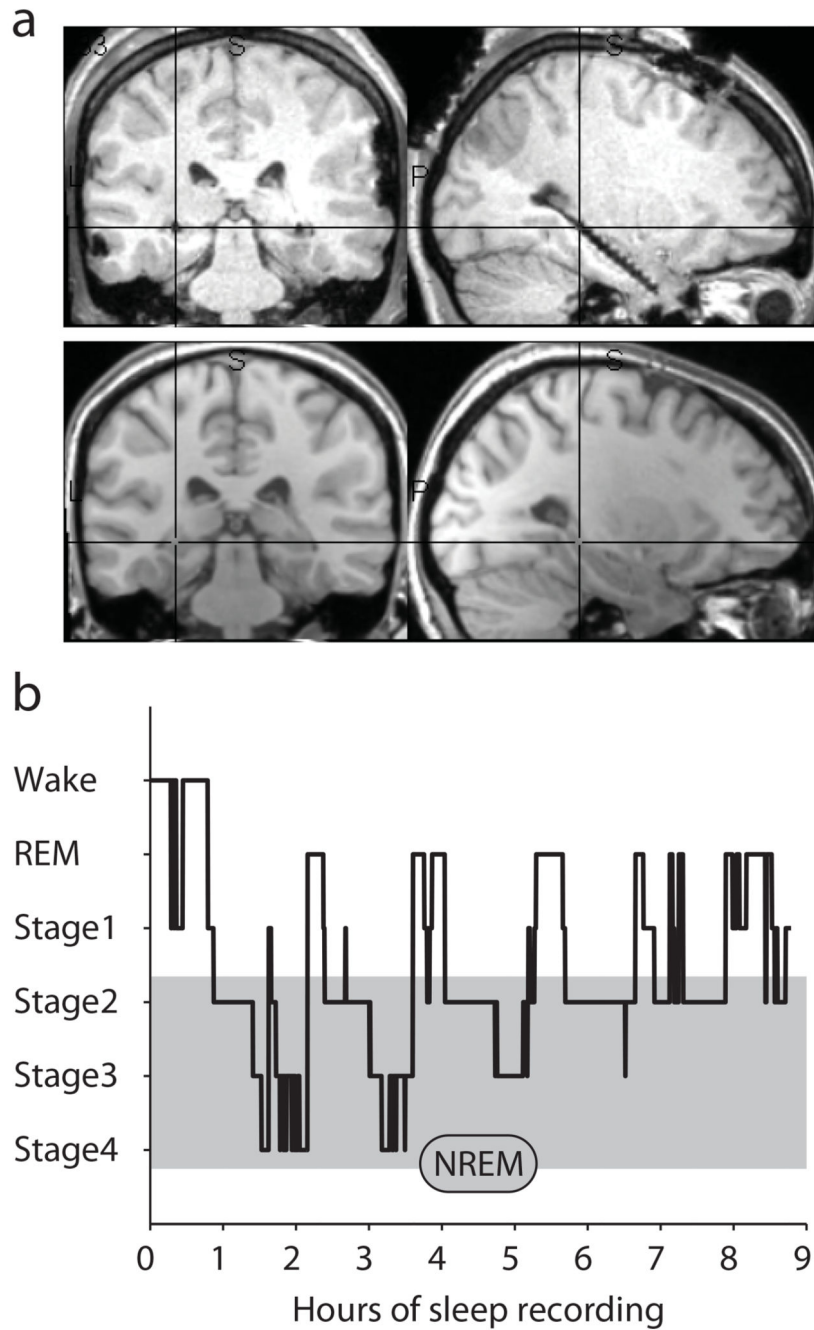 a
S
L
P
S
S
L
P
S
b
Wake
REM
Stage1
Stage2
Stage3
Stage4
NREM
0 1 2 3 4 5 6 7 8 9
Hours of sleep recording